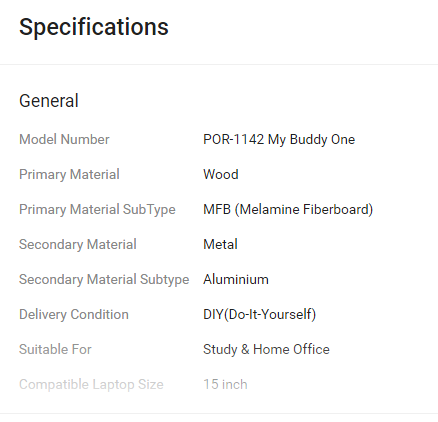 Specifications
General
Model Number POR-1142 My Buddy One
Primary Material Wood
Primary Material SubType MFB (Melamine Fiberboard)
Secondary Material Metal
Secondary Material Subtype Aluminium
Delivery Condition DIY(Do-It-Yourself)
Suitable For Study & Home Office
Compatible Laptop Size 15 inch